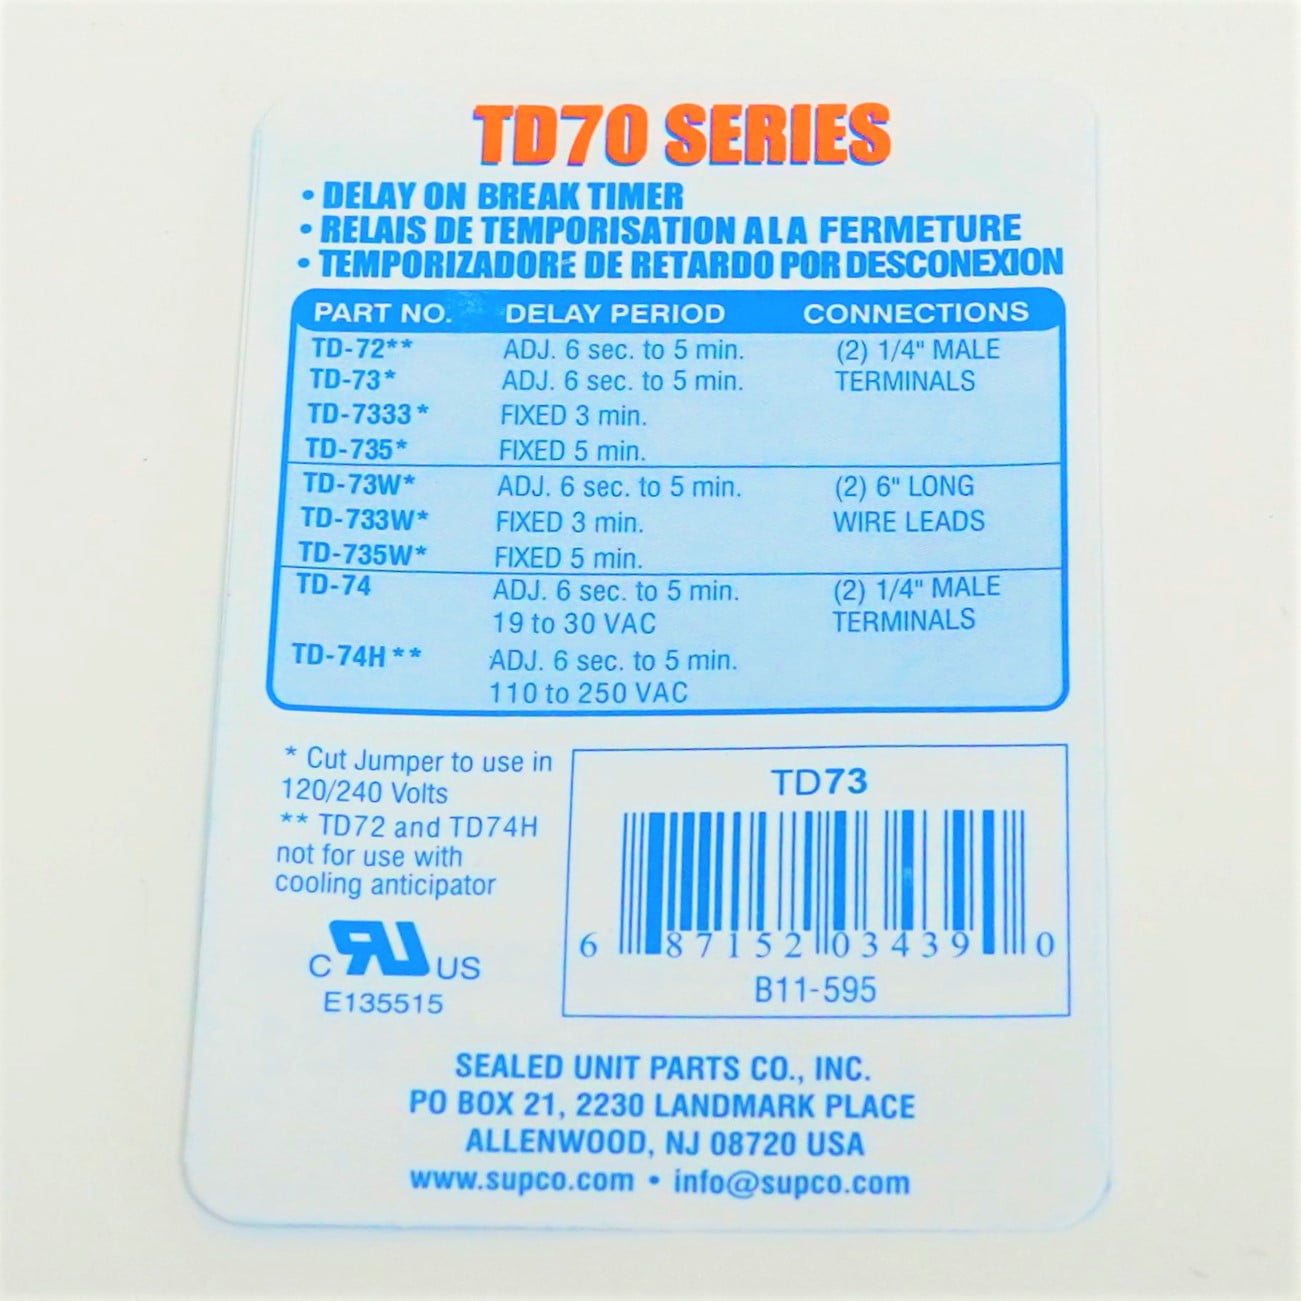 TD70 SERIES
• DELAY ON BREAK TIMER
• RELAIS DE TEMPORISATION A LA FERMETURE
• TEMPORIZADORE DE RETARDO POR DESCONEXION
PART NO. DELAY PERIOD CONNECTIONS
TD-72** ADJ. 6 sec. to 5 min. (2) 1/4" MALE
TD-73* ADJ. 6 sec. to 5 min. TERMINALS
TD-7333* FIXED 3 min.
TD-735* FIXED 5 min.
TD-73W* ADJ. 6 sec. to 5 min. (2) 6" LONG
TD-733W* FIXED 3 min. WIRE LEADS
TD-735W* FIXED 5 min.
TD-74 ADJ. 6 sec. to 5 min. (2) 1/4" MALE
19 to 30 VAC TERMINALS
TD-74H** ADJ. 6 sec. to 5 min.
110 to 250 VAC
* Cut Jumper to use in
120/240 Volts
** TD72 and TD74H
not for use with
cooling anticipator
C RU US
E135515
TD73
6 87152 03439 0
B11-595
SEALED UNIT PARTS CO., INC.
PO BOX 21, 2230 LANDMARK PLACE
ALLENWOOD, NJ 08720 USA
www.supco.com • info@supco.com